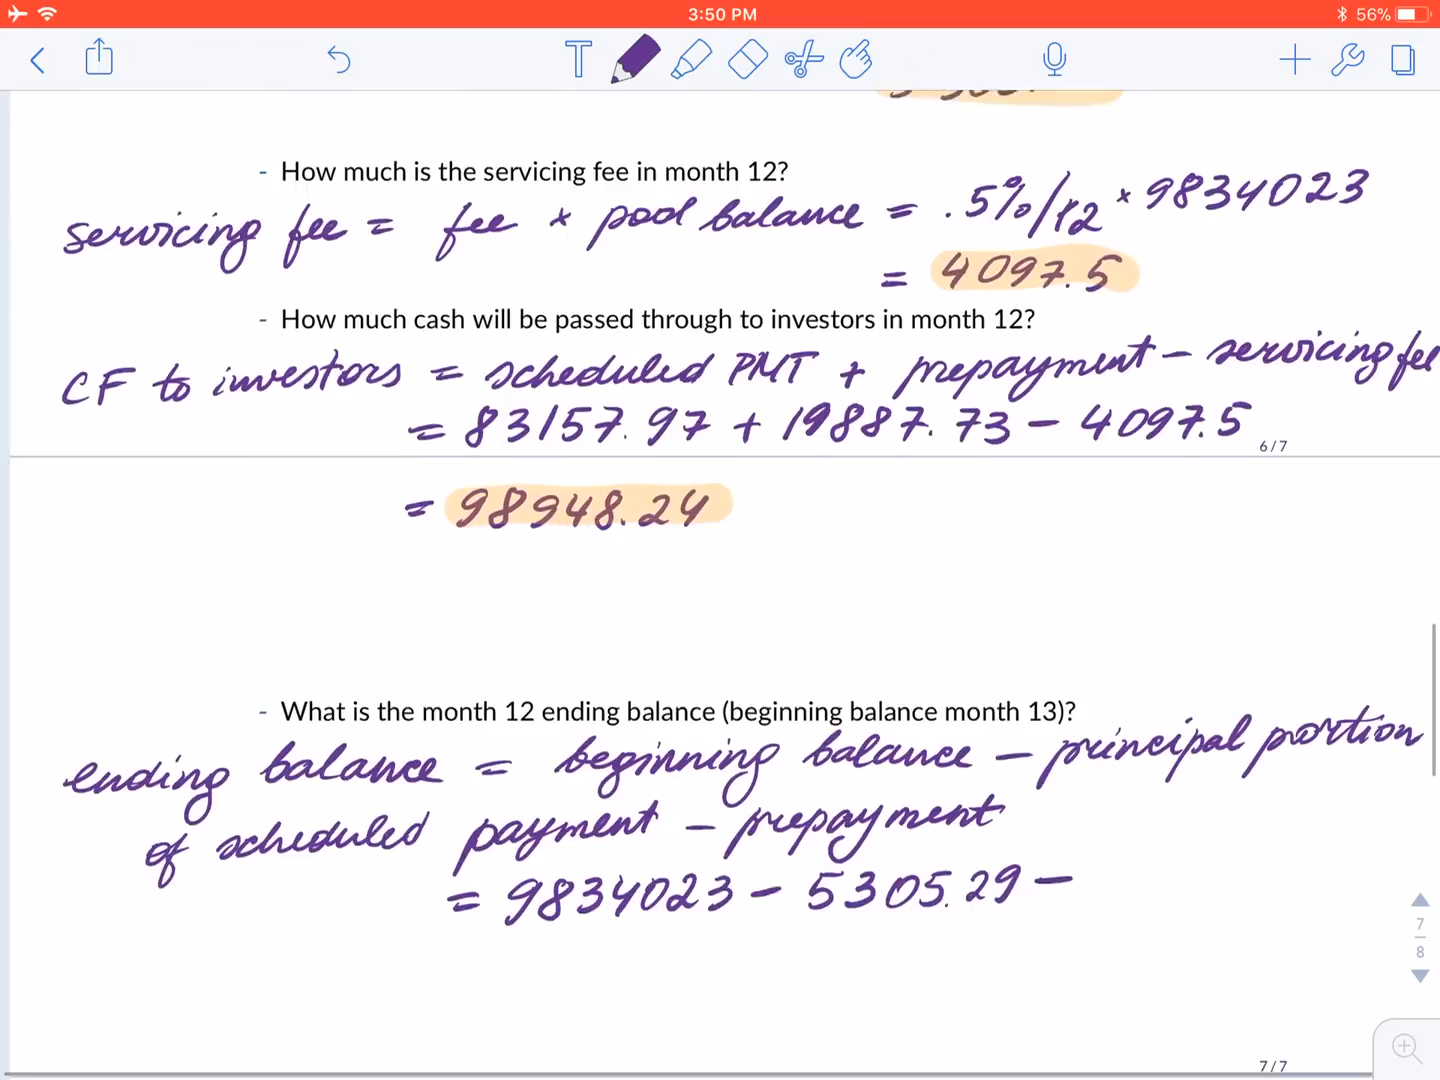 3:50 PM
56%
T
- How much is the servicing fee in month 12?
servicing fee = fee * pool balance = .5%/12 * 9834023
= 4097.5
- How much cash will be passed through to investors in month 12?
CF to investors = scheduled PMT + prepayment - servicing fee
= 83157.97 + 19887.73 - 4097.5
6/7
= 98948.24
- What is the month 12 ending balance (beginning balance month 13)?
ending balance = beginning balance - principal portion
of scheduled payment - prepayment
= 9834023 - 5305.29 -
7
8
7/7